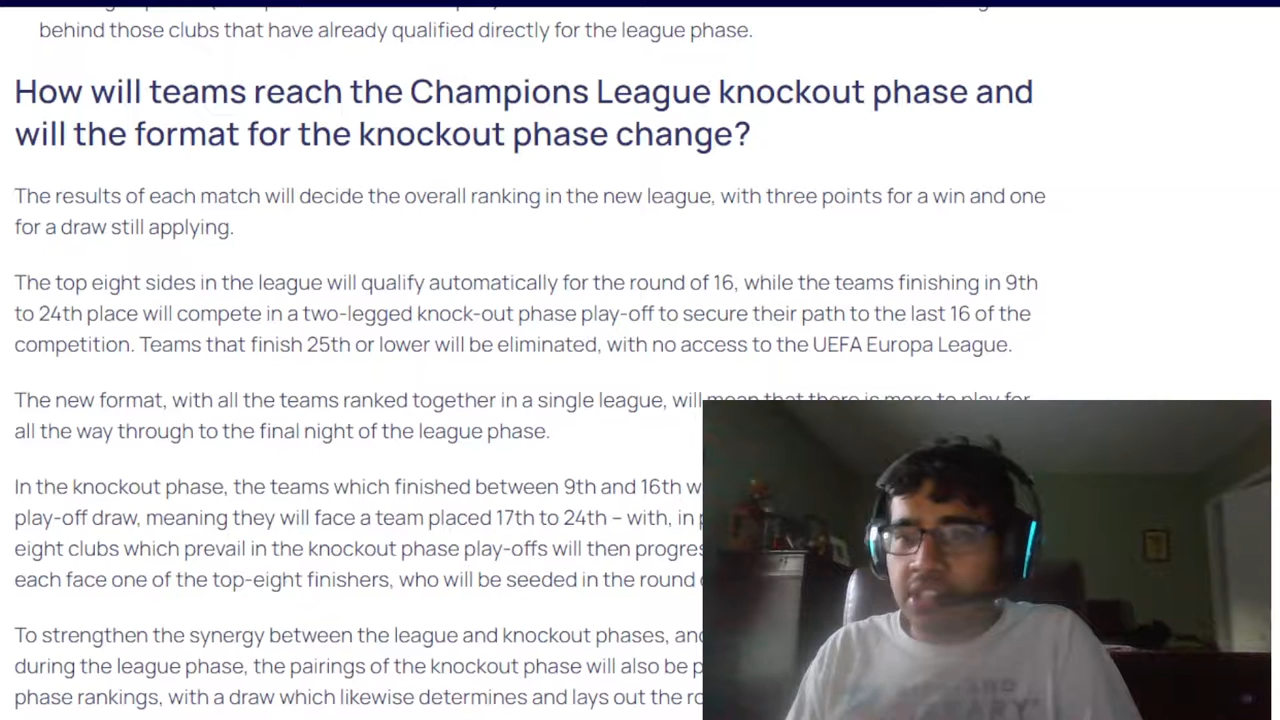 behind those clubs that have already qualified directly for the league phase.
How will teams reach the Champions League knockout phase and
will the format for the knockout phase change?
The results of each match will decide the overall ranking in the new league, with three points for a win and one
for a draw still applying.
The top eight sides in the league will qualify automatically for the round of 16, while the teams finishing in 9th
to 24th place will compete in a two-legged knock-out phase play-off to secure their path to the last 16 of the
competition. Teams that finish 25th or lower will be eliminated, with no access to the UEFA Europa League.
The new format, with all the teams ranked together in a single league, will mean that there is more to play for
all the way through to the final night of the league phase.
In the knockout phase, the teams which finished between 9th and 16th w
play-off draw, meaning they will face a team placed 17th to 24th – with, in
eight clubs which prevail in the knockout phase play-offs will then progres
each face one of the top-eight finishers, who will be seeded in the round
To strengthen the synergy between the league and knockout phases, and
during the league phase, the pairings of the knockout phase will also be p
phase rankings, with a draw which likewise determines and lays out the ro